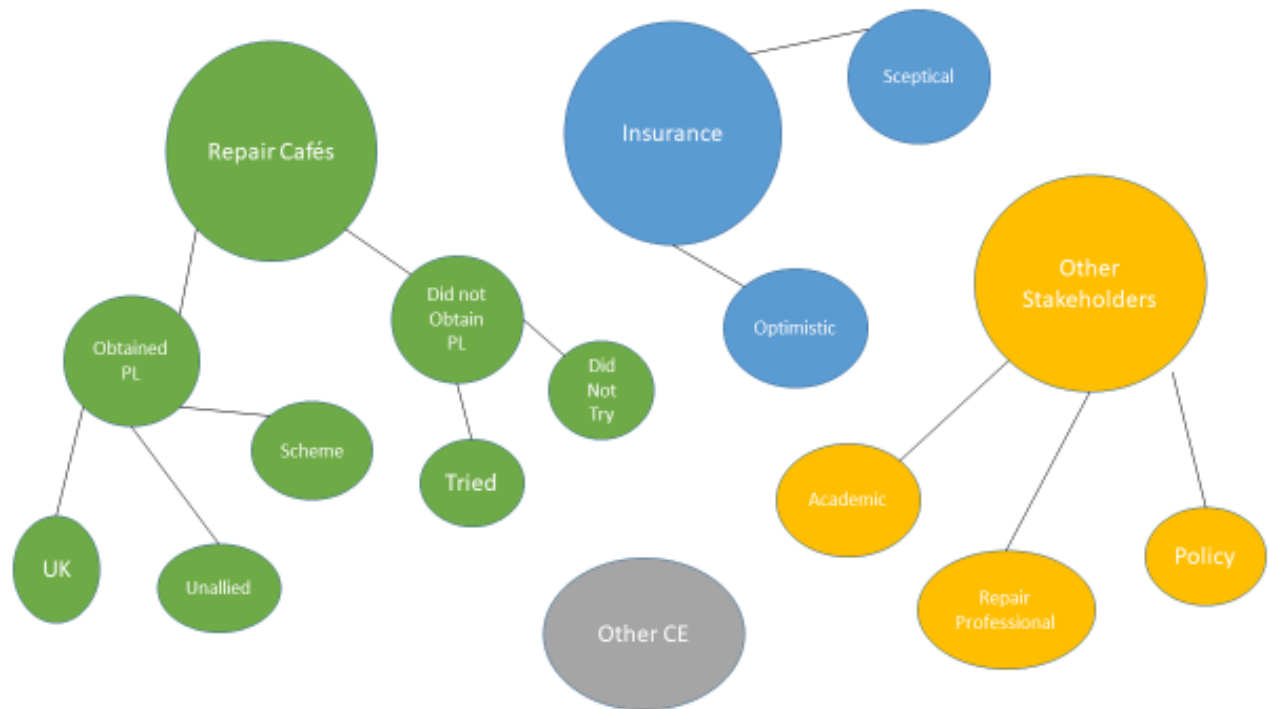 Repair Cafés
Obtained
PL
UK
Unallied
Scheme
Did not
Obtain
PL
Tried
Did
Not
Try
Insurance
Sceptical
Optimistic
Other
Stakeholders
Academic
Repair
Professional
Policy
Other CE